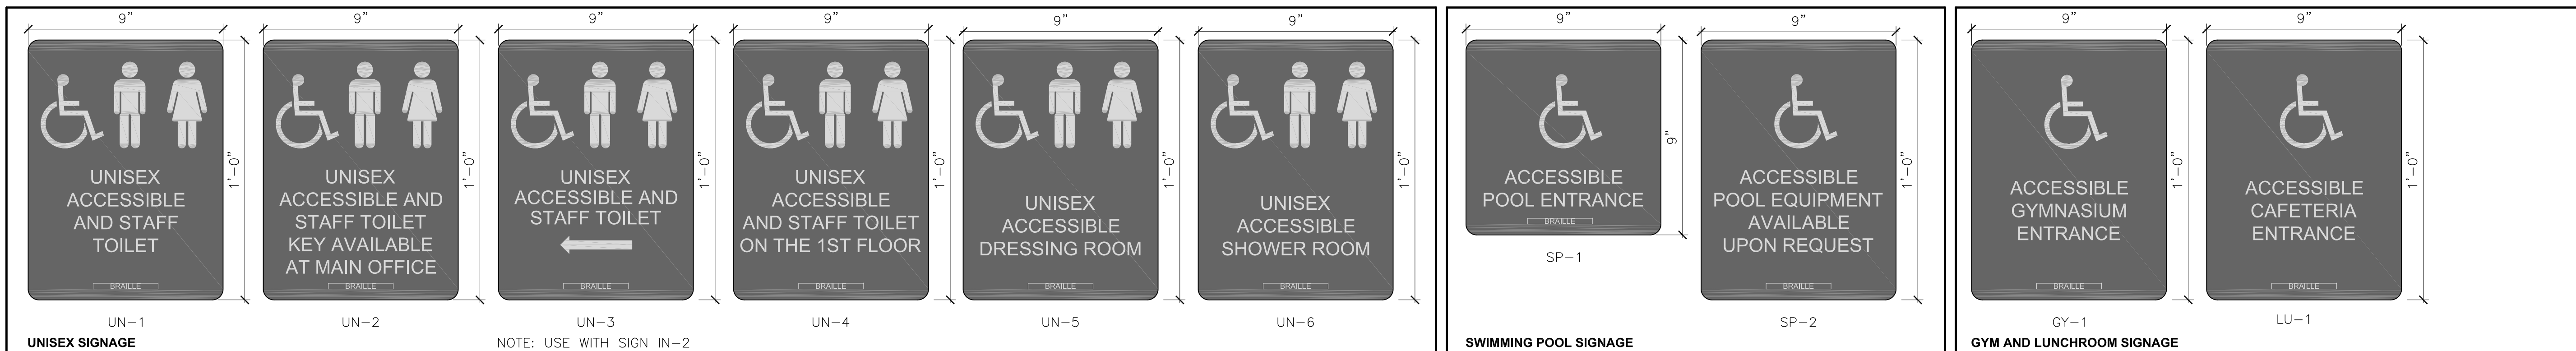 9"
1'-0"
UNISEX
ACCESSIBLE
AND STAFF
TOILET
BRAILLE
UN-1
9"
1'-0"
UNISEX
ACCESSIBLE AND
STAFF TOILET
KEY AVAILABLE
AT MAIN OFFICE
BRAILLE
UN-2
9"
1'-0"
UNISEX
ACCESSIBLE AND
STAFF TOILET
BRAILLE
UN-3
NOTE: USE WITH SIGN IN-2
9"
1'-0"
UNISEX
ACCESSIBLE
AND STAFF TOILET
ON THE 1ST FLOOR
BRAILLE
UN-4
9"
1'-0"
UNISEX
ACCESSIBLE
DRESSING ROOM
BRAILLE
UN-5
9"
1'-0"
UNISEX
ACCESSIBLE
SHOWER ROOM
BRAILLE
UN-6
UNISEX SIGNAGE
9"
9"
ACCESSIBLE
POOL ENTRANCE
BRAILLE
SP-1
9"
1'-0"
ACCESSIBLE
POOL EQUIPMENT
AVAILABLE
UPON REQUEST
BRAILLE
SP-2
SWIMMING POOL SIGNAGE
9"
1'-0"
ACCESSIBLE
GYMNASIUM
ENTRANCE
BRAILLE
GY-1
9"
1'-0"
ACCESSIBLE
CAFETERIA
ENTRANCE
BRAILLE
LU-1
GYM AND LUNCHROOM SIGNAGE